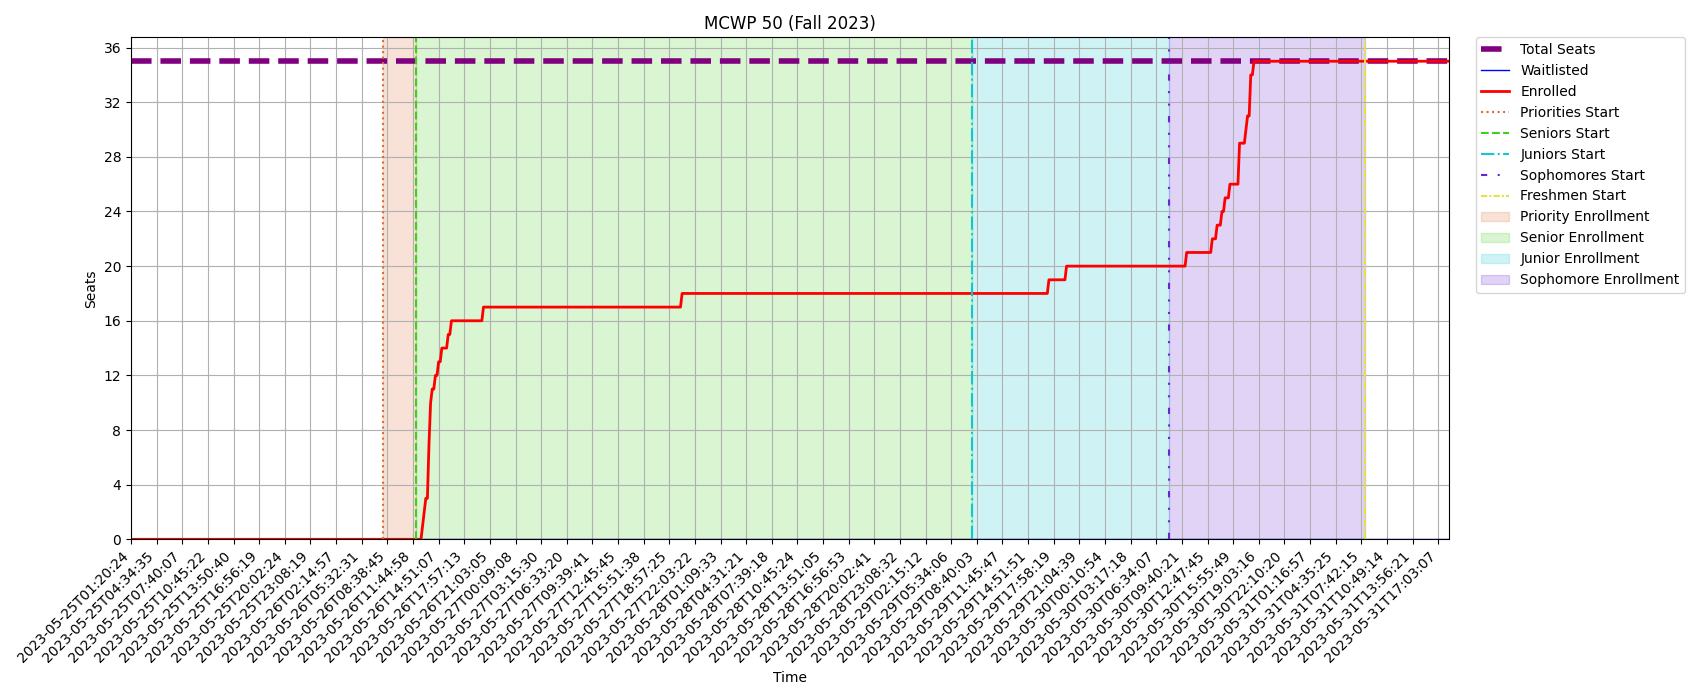 MCWP 50 (Fall 2023)
36
32
28
24
20
16
12
8
4
0
Seats
2023-05-25T01:20:24
2023-05-25T04:34:35
2023-05-25T07:40:07
2023-05-25T10:45:22
2023-05-25T13:50:40
2023-05-25T16:56:19
2023-05-25T20:02:24
2023-05-25T23:08:19
2023-05-26T02:14:57
2023-05-26T05:32:31
2023-05-26T08:38:45
2023-05-26T11:44:58
2023-05-26T14:51:07
2023-05-26T17:57:13
2023-05-26T21:03:05
2023-05-27T00:09:08
2023-05-27T03:15:30
2023-05-27T06:33:20
2023-05-27T09:39:41
2023-05-27T12:45:45
2023-05-27T15:51:38
2023-05-27T18:57:25
2023-05-27T22:03:22
2023-05-28T01:09:33
2023-05-28T04:31:21
2023-05-28T07:39:18
2023-05-28T10:45:24
2023-05-28T13:51:05
2023-05-28T16:56:53
2023-05-28T20:02:41
2023-05-28T23:08:32
2023-05-29T02:15:12
2023-05-29T05:34:06
2023-05-29T08:40:03
2023-05-29T11:45:47
2023-05-29T14:51:51
2023-05-29T17:58:19
2023-05-29T21:04:39
2023-05-30T00:10:54
2023-05-30T03:17:18
2023-05-30T06:34:07
2023-05-30T09:40:21
2023-05-30T12:47:45
2023-05-30T15:55:49
2023-05-30T19:03:16
2023-05-30T22:10:20
2023-05-31T01:16:57
2023-05-31T04:35:25
2023-05-31T07:42:15
2023-05-31T10:49:14
2023-05-31T13:56:21
2023-05-31T17:03:07
Time
Total Seats
Waitlisted
Enrolled
Priorities Start
Seniors Start
Juniors Start
Sophomores Start
Freshmen Start
Priority Enrollment
Senior Enrollment
Junior Enrollment
Sophomore Enrollment